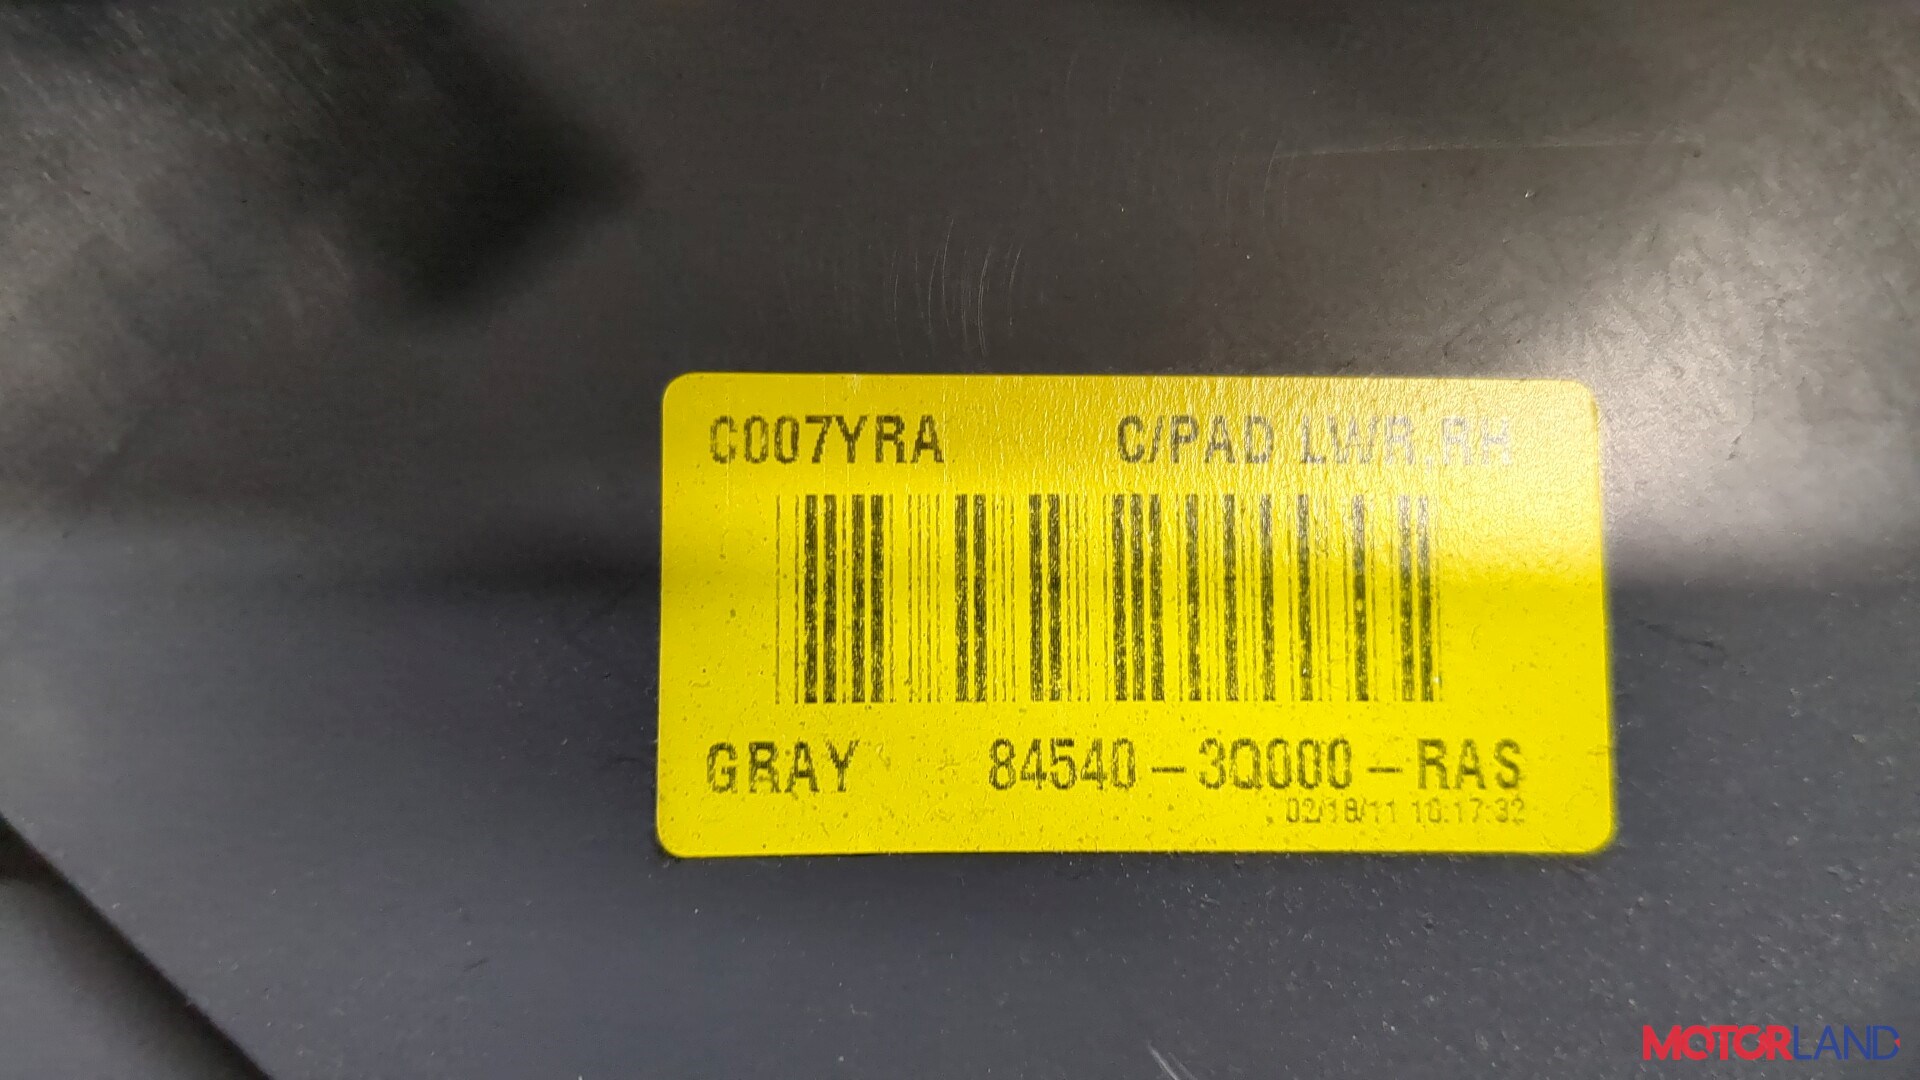 C007YRA C/PAD LWR,RH
GRAY 84540-3Q000-RAS
02/18/11 10:17:32
MOTORLAND